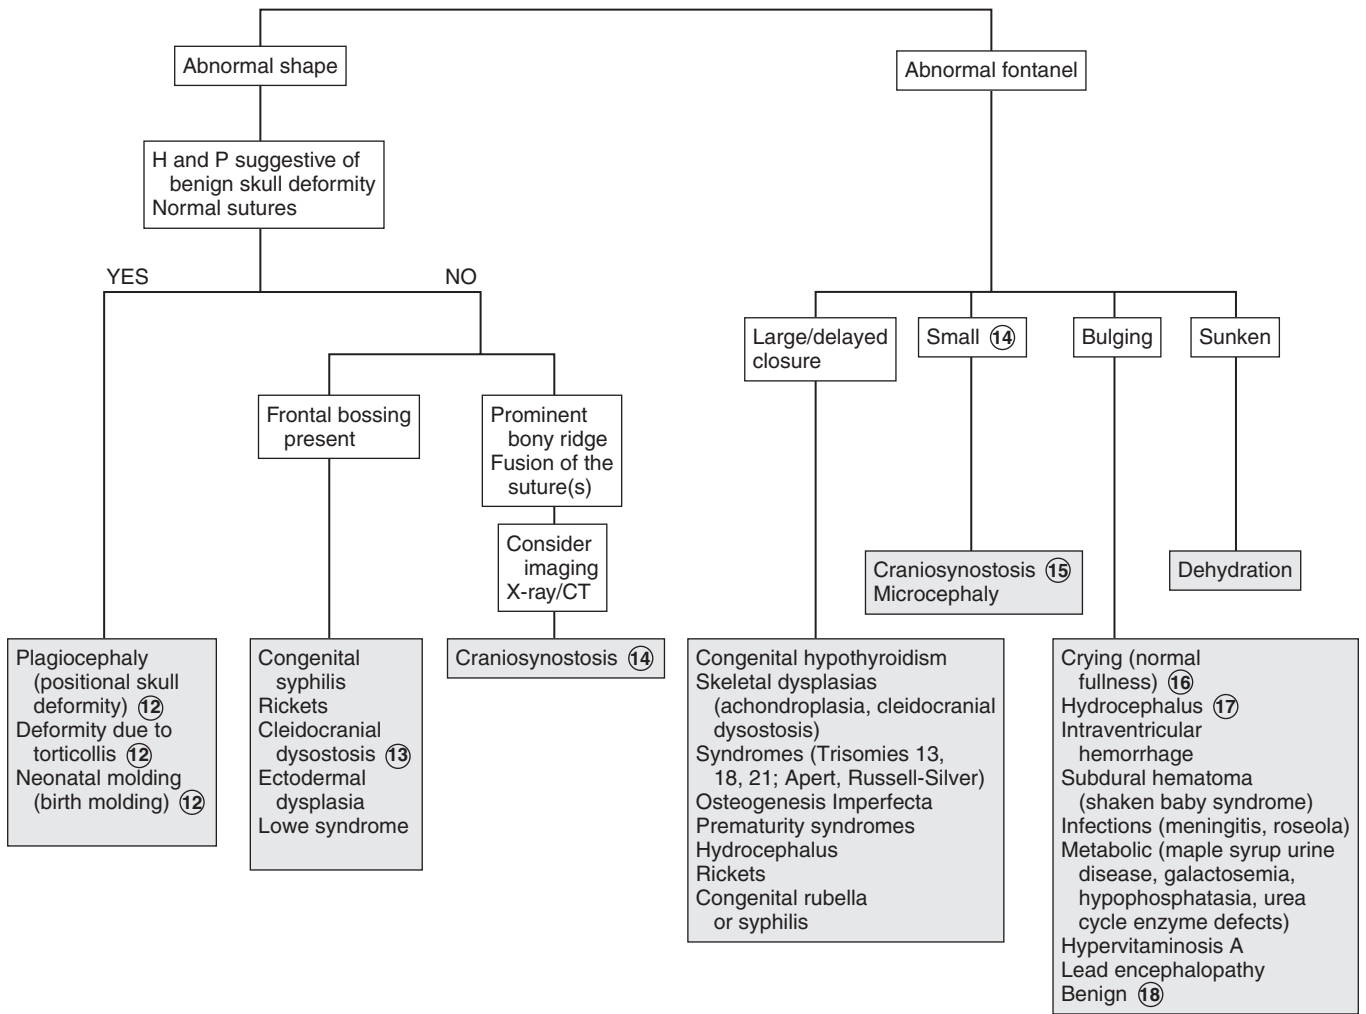 Abnormal shape
Abnormal fontanel
H and P suggestive of
benign skull deformity
Normal sutures
YES
NO
Large/delayed
closure
Small ⑭
Bulging
Sunken
Frontal bossing
present
Prominent
bony ridge
Fusion of the
suture(s)
Consider
imaging
X-ray/CT
Craniosynostosis ⑮
Microcephaly
Dehydration
Plagiocephaly
(positional skull
deformity) ⑫
Deformity due to
torticollis ⑫
Neonatal molding
(birth molding) ⑫
Congenital
syphilis
Rickets
Cleidocranial
dysostosis ⑬
Ectodermal
dysplasia
Lowe syndrome
Craniosynostosis ⑭
Congenital hypothyroidism
Skeletal dysplasias
(achondroplasia, cleidocranial
dysostosis)
Syndromes (Trisomies 13,
18, 21; Apert, Russell-Silver)
Osteogenesis Imperfecta
Prematurity syndromes
Hydrocephalus
Rickets
Congenital rubella
or syphilis
Crying (normal
fullness) ⑯
Hydrocephalus ⑰
Intraventricular
hemorrhage
Subdural hematoma
(shaken baby syndrome)
Infections (meningitis, roseola)
Metabolic (maple syrup urine
disease, galactosemia,
hypophosphatasia, urea
cycle enzyme defects)
Hypervitaminosis A
Lead encephalopathy
Benign ⑱